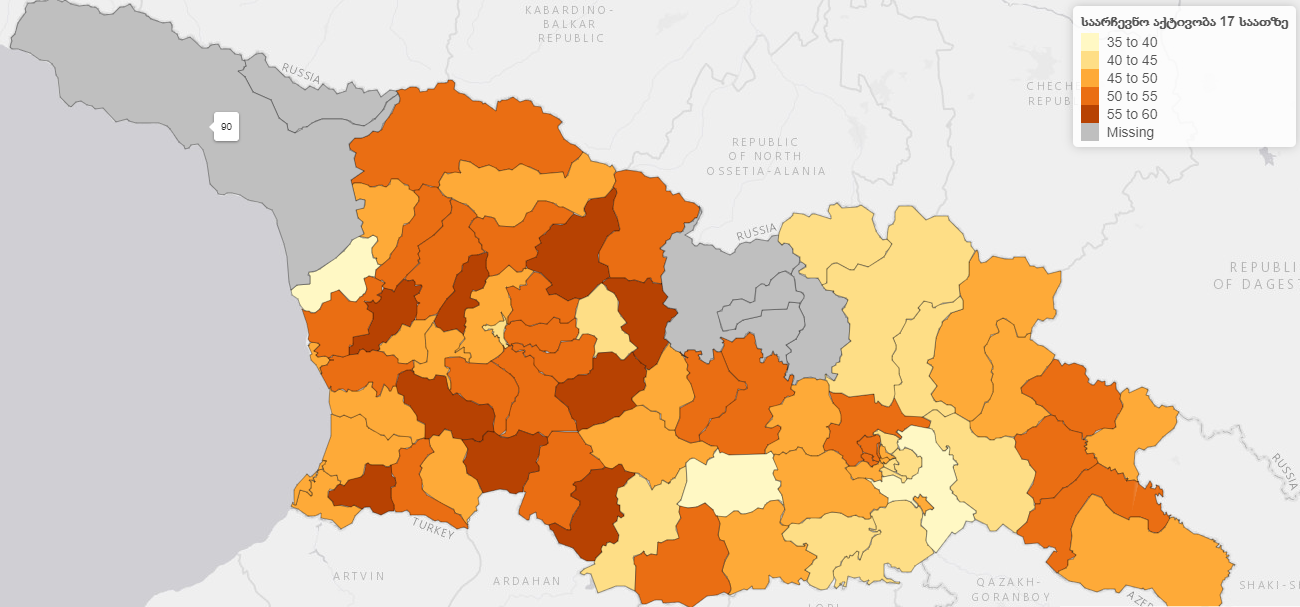 KABARDINO-
BALKAR
REPUBLIC
საარჩევნო აქტივობა 17 საათზე
35 to 40
40 to 45
45 to 50
50 to 55
55 to 60
Missing
RUSSIA
CHECH
REPUB
90
REPUBLIC
OF NORTH
OSSETIA-ALANIA
RUSSIA
REPUBLI
OF DAGEST
RUSSIA
TURKEY
ARTVIN
ARDAHAN
QAZAKH-
GORANBOY
SHAKI-S
AZE